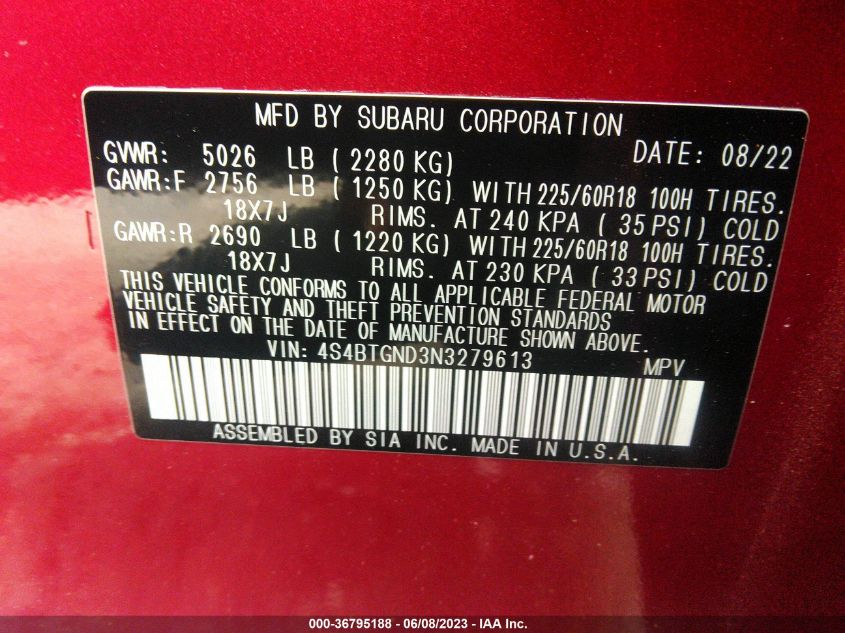 MFD BY SUBARU CORPORATION
GVWR: 5026 LB ( 2280 KG) DATE: 08/22
GAWR:F 2756 LB ( 1250 KG) WITH 225/60R18 100H TIRES.
18X7J RIMS. AT 240 KPA ( 35 PSI) COLD
GAWR:R 2690 LB ( 1220 KG) WITH 225/60R18 100H TIRES.
18X7J RIMS. AT 230 KPA ( 33 PSI) COLD
THIS VEHICLE CONFORMS TO ALL APPLICABLE FEDERAL MOTOR
VEHICLE SAFETY AND THEFT PREVENTION STANDARDS
IN EFFECT ON THE DATE OF MANUFACTURE SHOWN ABOVE.
VIN: 4S4BTGND3N3279613 MPV
ASSEMBLED BY SIA INC. MADE IN U.S.A.
000-36795188 - 06/08/2023 - IAA Inc.